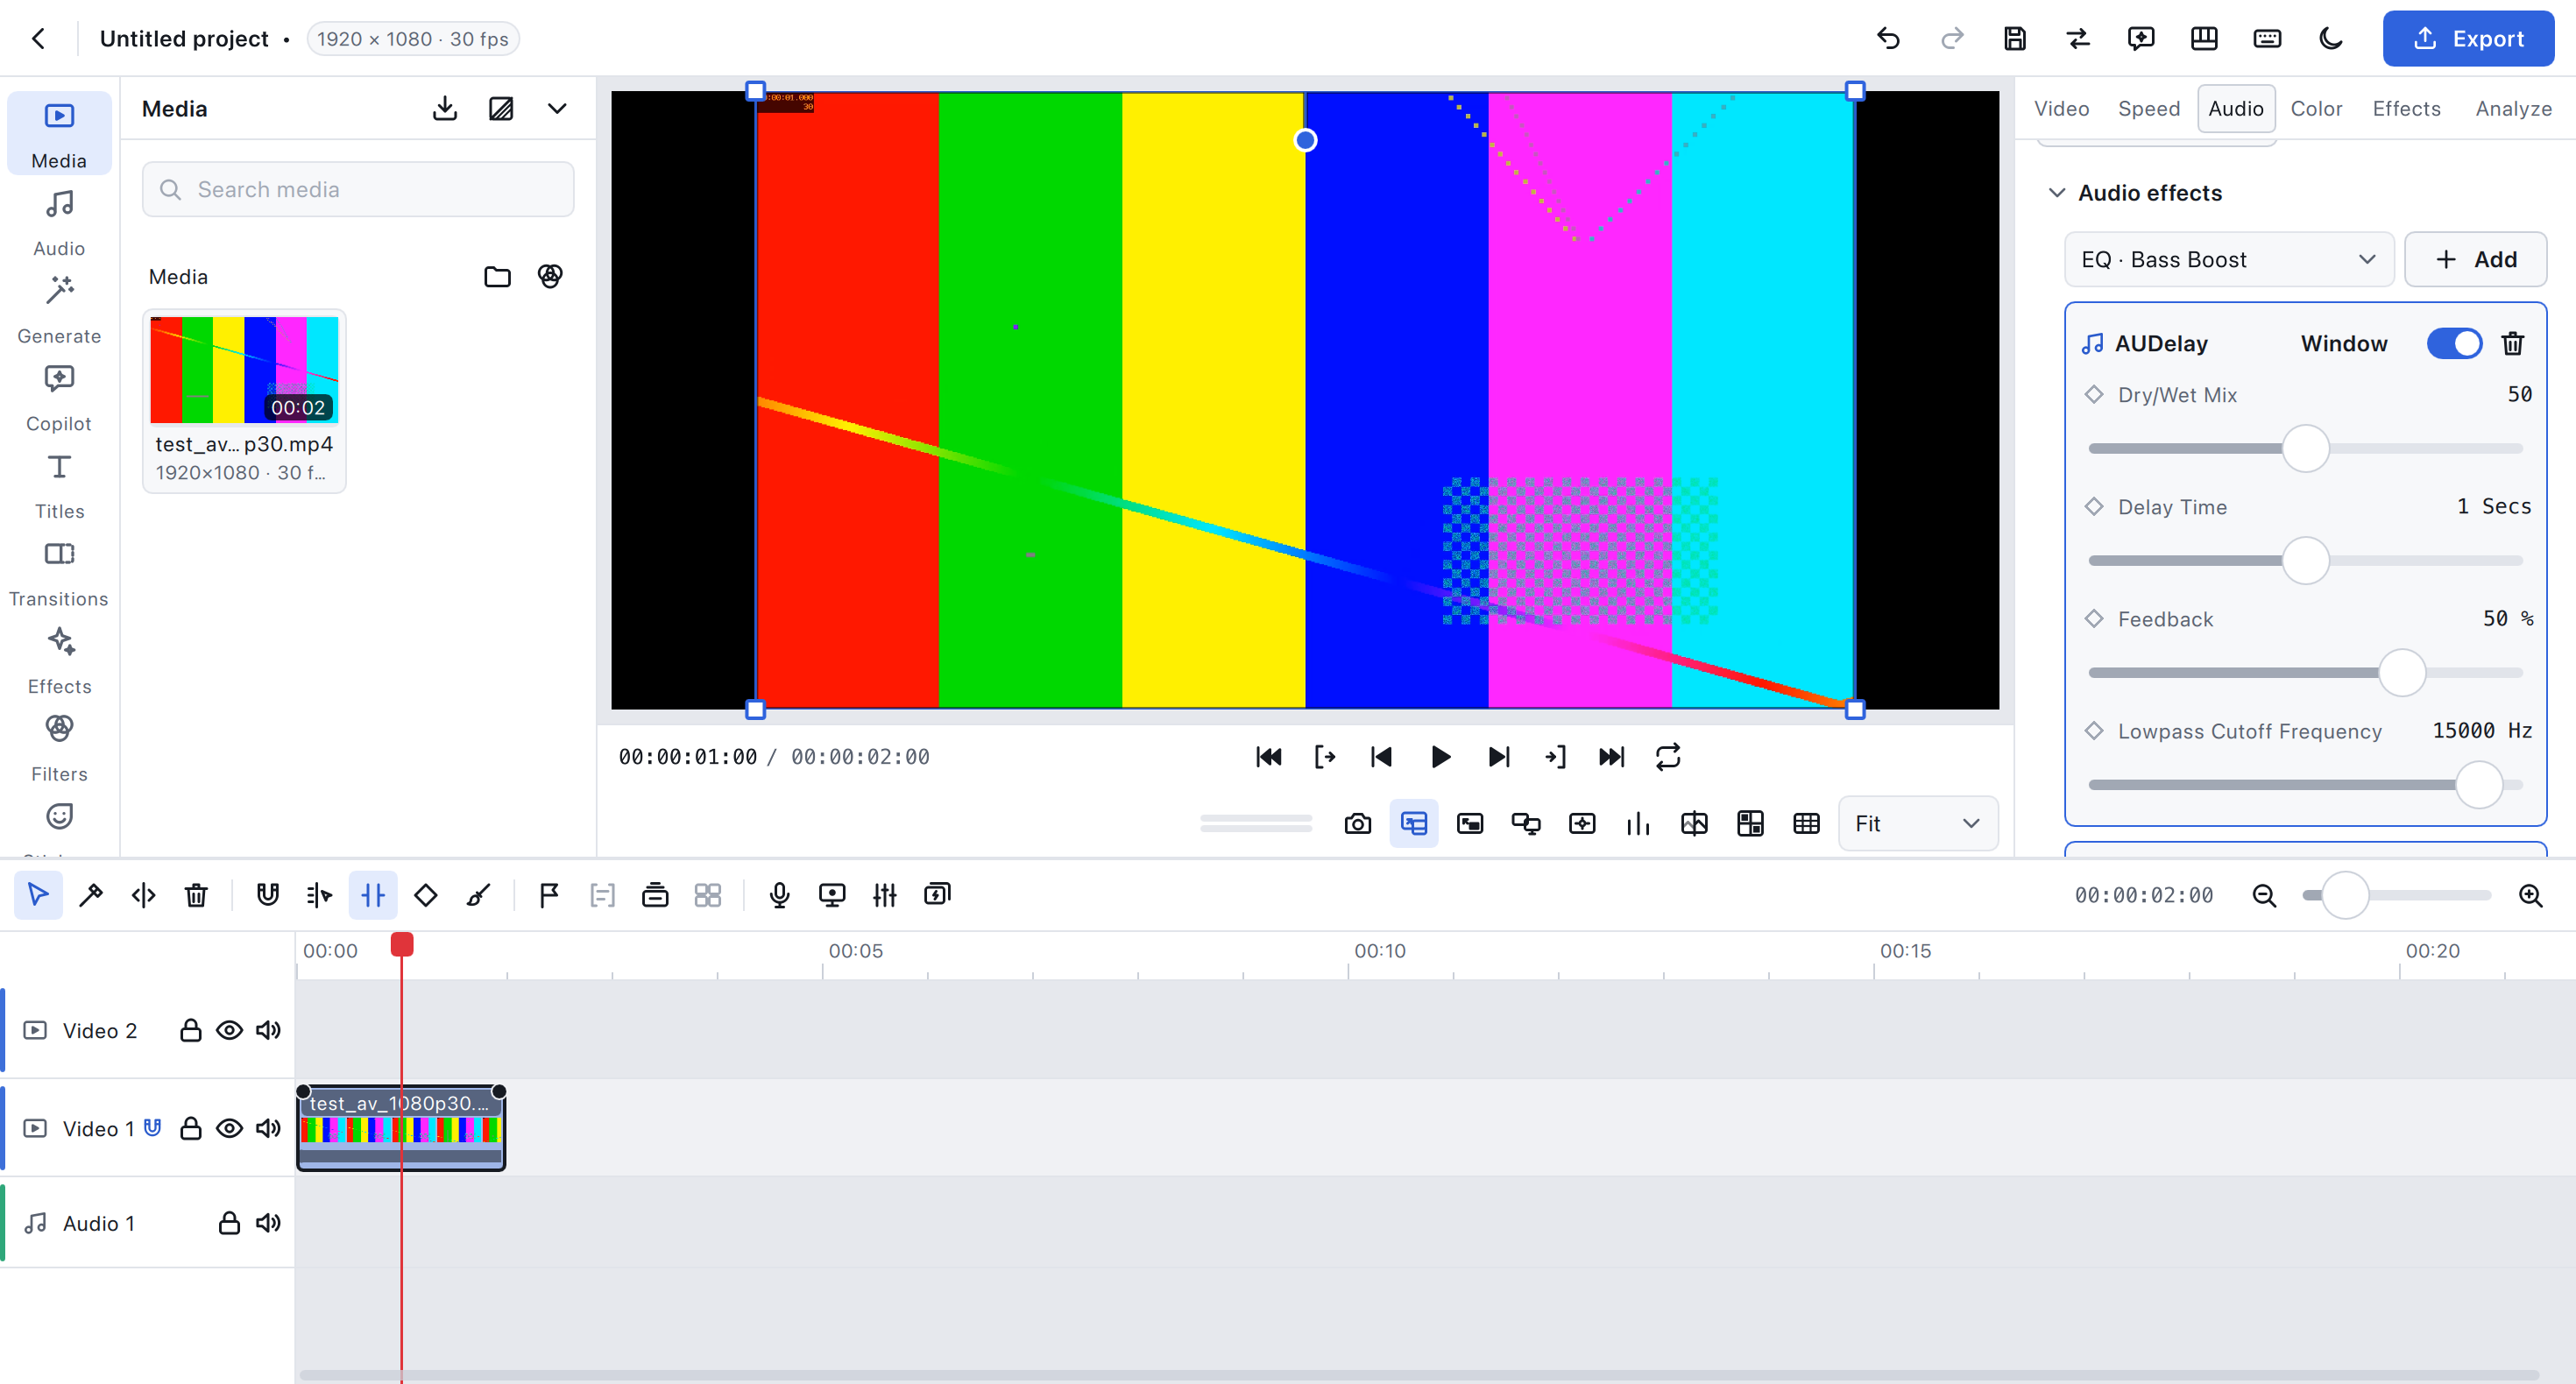 Untitled project •
1920 × 1080 · 30 fps
Export
Media
Audio
Generate
Copilot
Titles
Transitions
Effects
Filters
Media
Search media
Media
00:02
test_av... p30.mp4
1920×1080 · 30 f...
30
00:00:01:00 / 00:00:02:00
Fit
Video
Speed
Audio
Color
Effects
Analyze
Audio effects
EQ · Bass Boost
Add
AUDelay
Window
Dry/Wet Mix
50
Delay Time
1 Secs
Feedback
50 %
Lowpass Cutoff Frequency
15000 Hz
00:00:02:00
00:00
00:05
00:10
00:15
00:20
Video 2
Video 1
test_av_1080p30....
Audio 1